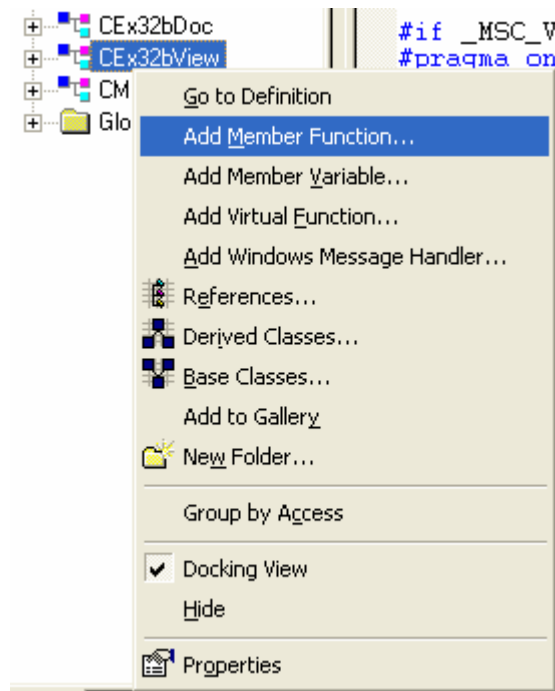 CEx32bDoc
CEx32bView
CM
Glo
#if _MSC_V
#pragma on
Go to Definition
Add Member Function...
Add Member Variable...
Add Virtual Function...
Add Windows Message Handler...
References...
Derived Classes...
Base Classes...
Add to Gallery
New Folder...
Group by Access
Docking View
Hide
Properties